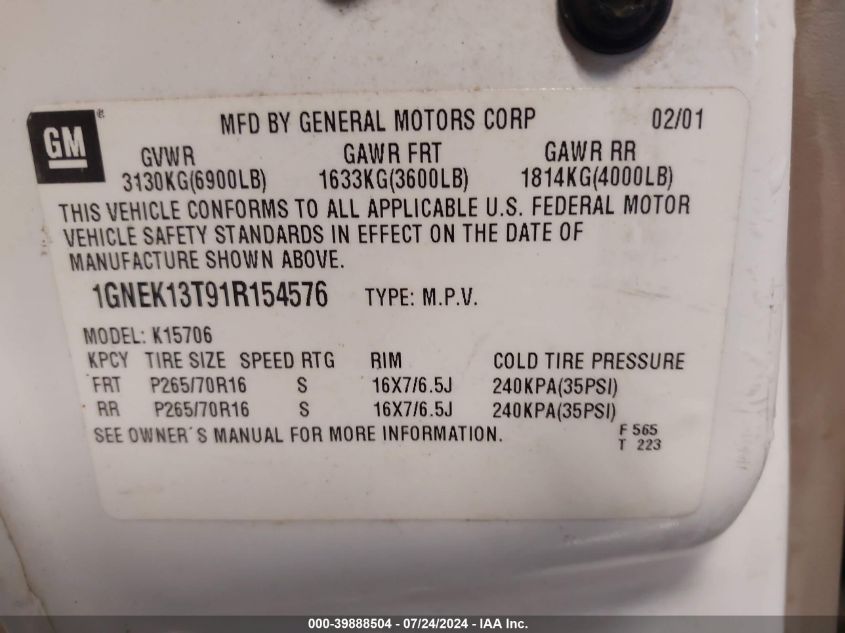 GM ®
MFD BY GENERAL MOTORS CORP 02/01
GVWR GAWR FRT GAWR RR
3130KG(6900LB) 1633KG(3600LB) 1814KG(4000LB)
THIS VEHICLE CONFORMS TO ALL APPLICABLE U.S. FEDERAL MOTOR
VEHICLE SAFETY STANDARDS IN EFFECT ON THE DATE OF
MANUFACTURE SHOWN ABOVE.
1GNEK13T91R154576 TYPE: M.P.V.
MODEL: K15706
KPCY TIRE SIZE SPEED RTG RIM COLD TIRE PRESSURE
FRT P265/70R16 S 16X7/6.5J 240KPA(35PSI)
RR P265/70R16 S 16X7/6.5J 240KPA(35PSI)
SEE OWNER'S MANUAL FOR MORE INFORMATION. F 565
T 223
000-39888504 / 07/24/2024 - IAA Inc.